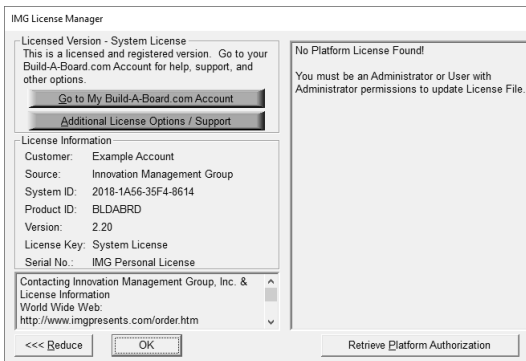 IMG License Manager
Licensed Version - System License
This is a licensed and registered version. Go to your
Build-A-Board.com Account for help, support, and
other options.
Go to My Build-A-Board.com Account
Additional License Options / Support
License Information
Customer: Example Account
Source: Innovation Management Group
System ID: 2018-1A56-35F4-8614
Product ID: BLDABRD
Version: 2.20
License Key: System License
Serial No.: IMG Personal License
Contacting Innovation Management Group, Inc. &
License Information
World Wide Web:
http://www.imgpresents.com/order.htm
<<< Reduce
OK
No Platform License Found!
You must be an Administrator or User with
Administrator permissions to update License File.
Retrieve Platform Authorization